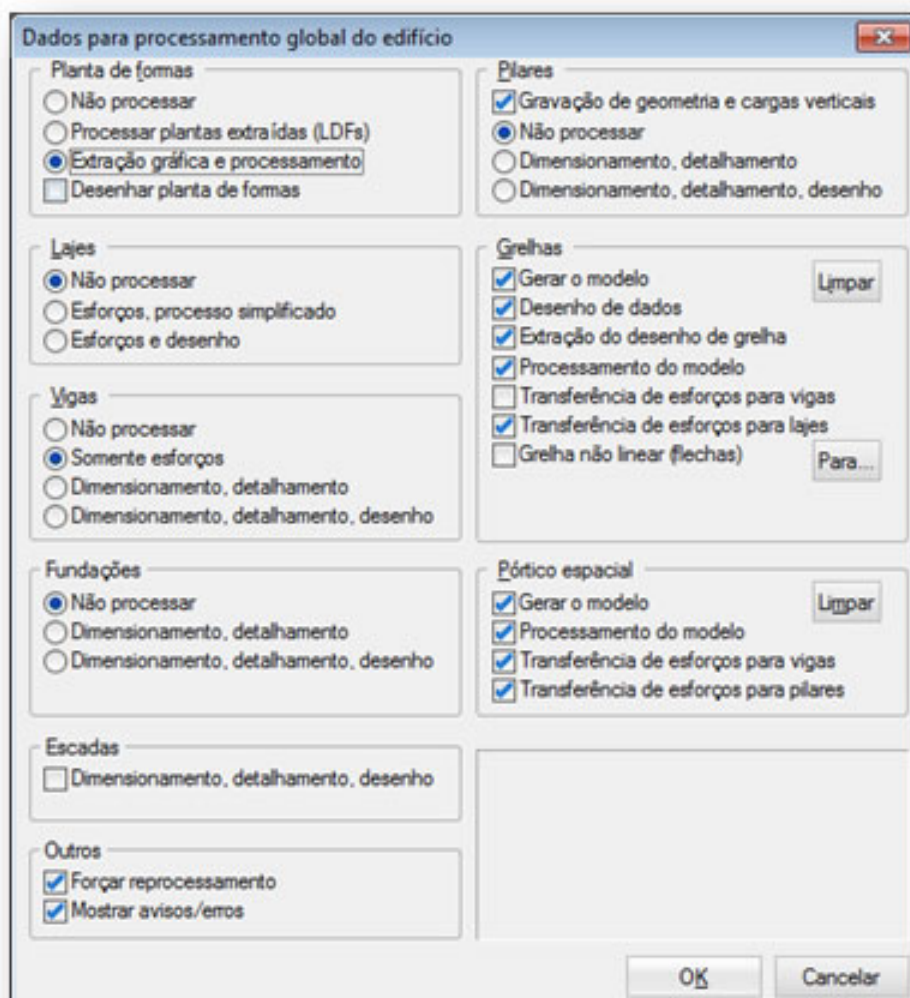 Dados para processamento global do edifício
Planta de formas
Não processar
Processar plantas extraídas (LDFs)
Extração gráfica e processamento
Desenhar planta de formas
Lajes
Não processar
Esforços, processo simplificado
Esforços e desenho
Vigas
Não processar
Somente esforços
Dimensionamento, detalhamento
Dimensionamento, detalhamento, desenho
Fundações
Não processar
Dimensionamento, detalhamento
Dimensionamento, detalhamento, desenho
Escadas
Dimensionamento, detalhamento, desenho
Outros
Forçar reprocessamento
Mostrar avisos/erros
Pilares
Gravação de geometria e cargas verticais
Não processar
Dimensionamento, detalhamento
Dimensionamento, detalhamento, desenho
Grelhas
Gerar o modelo
Limpar
Desenho de dados
Extração do desenho de grelha
Processamento do modelo
Transferência de esforços para vigas
Transferência de esforços para lajes
Grelha não linear (flechas)
Para...
Pórtico espacial
Gerar o modelo
Limpar
Processamento do modelo
Transferência de esforços para vigas
Transferência de esforços para pilares
OK
Cancelar